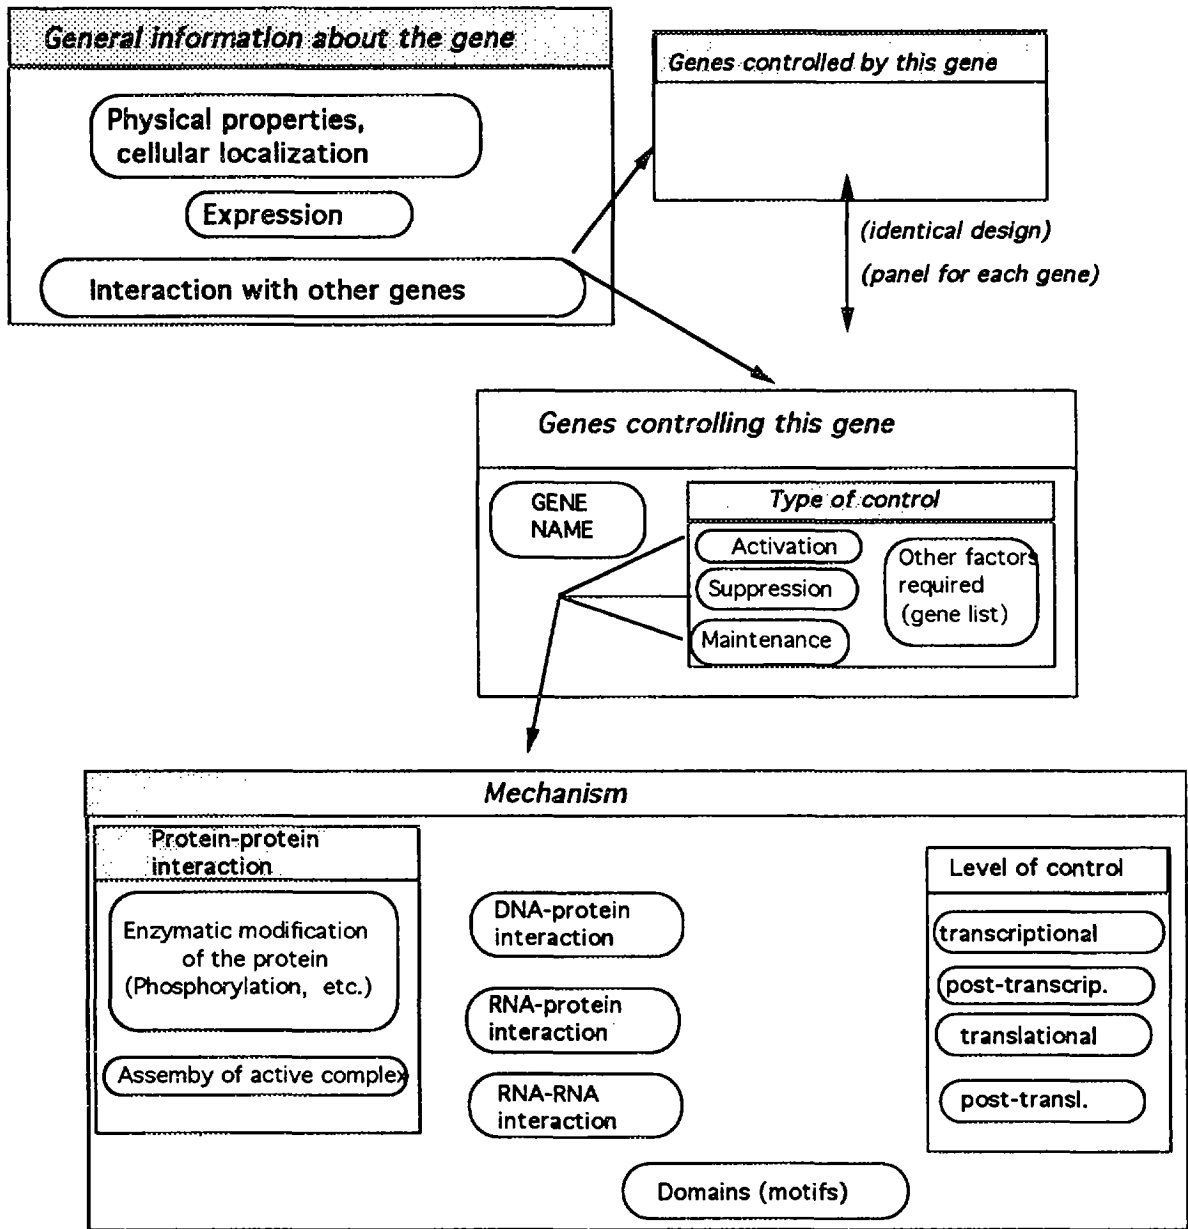 General information about the gene
Physical properties,
cellular localization
Expression
Interaction with other genes
Genes controlled by this gene
(identical design)
(panel for each gene)
Genes controlling this gene
GENE
NAME
Type of control
Activation
Suppression
Maintenance
Other factors
required
(gene list)
Mechanism
Protein-protein
interaction
Enzymatic modification
of the protein
(Phosphorylation, etc.)
Assemby of active complex
DNA-protein
interaction
RNA-protein
interaction
RNA-RNA
interaction
Level of control
transcriptional
post-transcrip.
translational
post-transl.
Domains (motifs)